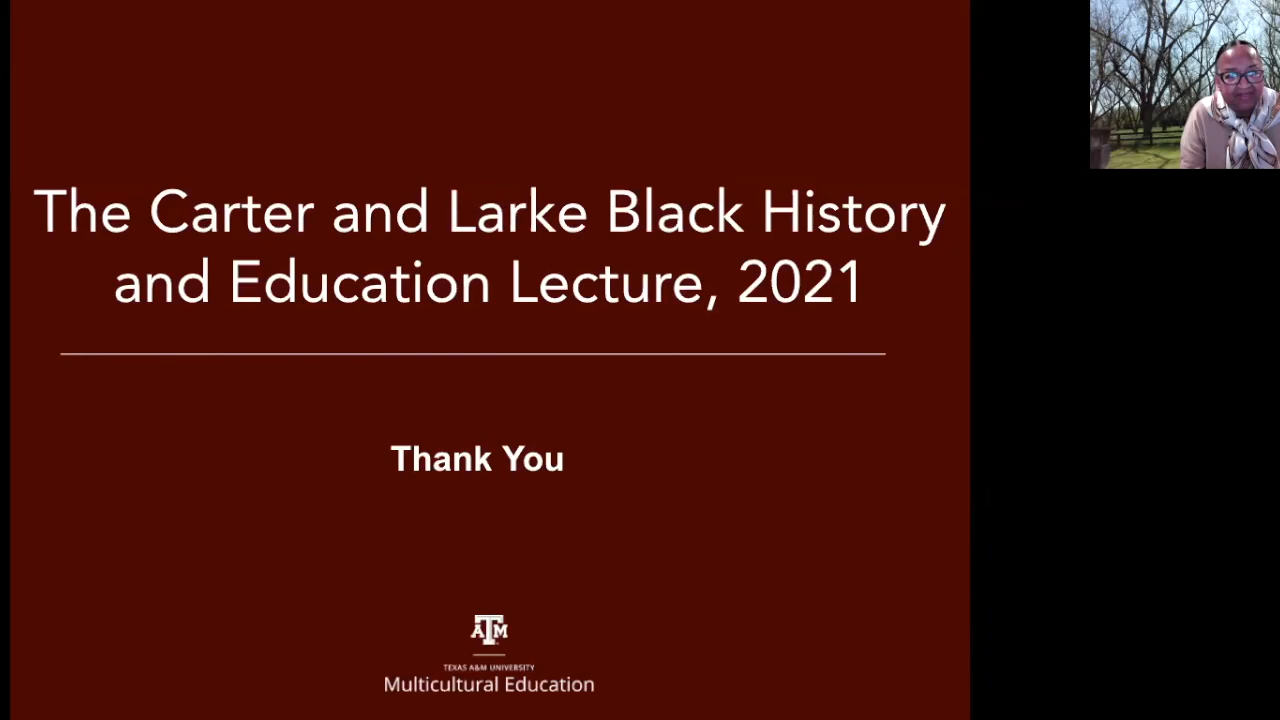 The Carter and Larke Black History
and Education Lecture, 2021
Thank You
ATM
TEXAS A&M UNIVERSITY
Multicultural Education